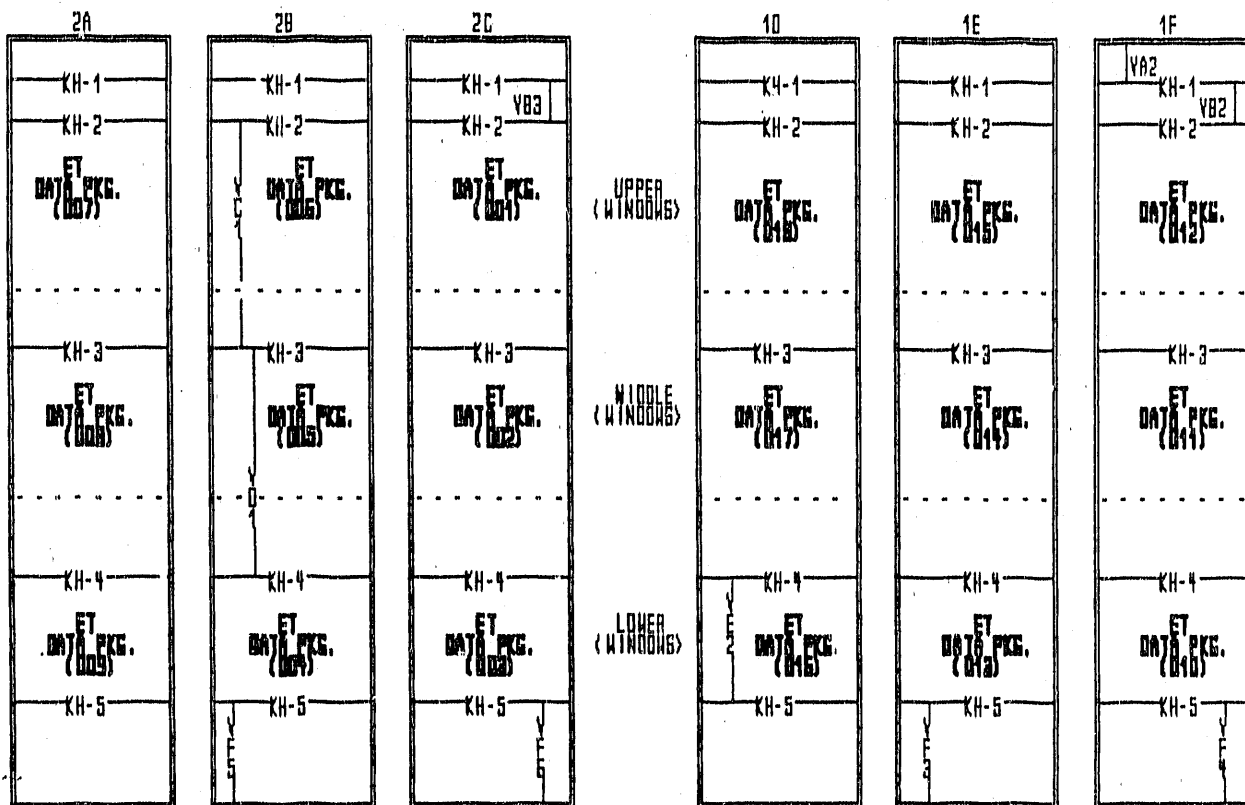 2A
2B
2C
1D
1E
1F
VA2
KH-1
KH-1
KH-1
KH-1
KH-1
KH-1
VB3
VB2
KH-2
KH-2
KH-2
KH-2
KH-2
KH-2
ET
DATA PKG.
(007)
VC1
ET
DATA PKG.
(006)
ET
DATA PKG.
(001)
UPPER
(WINDOWS)
ET
DATA PKG.
(018)
ET
DATA PKG.
(015)
ET
DATA PKG.
(012)
KH-3
KH-3
KH-3
KH-3
KH-3
KH-3
ET
DATA PKG.
(008)
VD1
ET
DATA PKG.
(005)
ET
DATA PKG.
(002)
MIDDLE
(WINDOWS)
ET
DATA PKG.
(017)
ET
DATA PKG.
(014)
ET
DATA PKG.
(011)
KH-4
KH-4
KH-4
KH-4
KH-4
KH-4
ET
DATA PKG.
(009)
ET
DATA PKG.
(004)
ET
DATA PKG.
(003)
LOWER
(WINDOWS)
VE2
ET
DATA PKG.
(016)
ET
DATA PKG.
(013)
ET
DATA PKG.
(010)
KH-5
KH-5
KH-5
KH-5
KH-5
KH-5
VF4